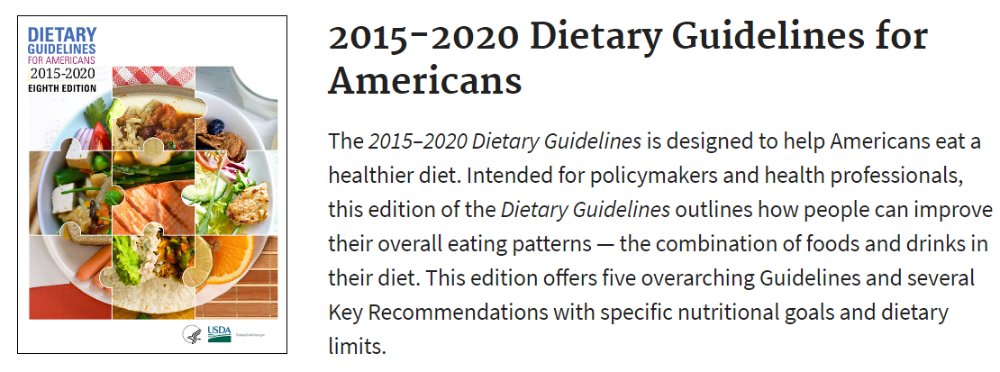 DIETARY
GUIDELINES
FOR AMERICANS
2015-2020
EIGHTH EDITION
USDA
DietaryGuidelines.gov
2015-2020 Dietary Guidelines for
Americans
The 2015–2020 Dietary Guidelines is designed to help Americans eat a
healthier diet. Intended for policymakers and health professionals,
this edition of the Dietary Guidelines outlines how people can improve
their overall eating patterns — the combination of foods and drinks in
their diet. This edition offers five overarching Guidelines and several
Key Recommendations with specific nutritional goals and dietary
limits.